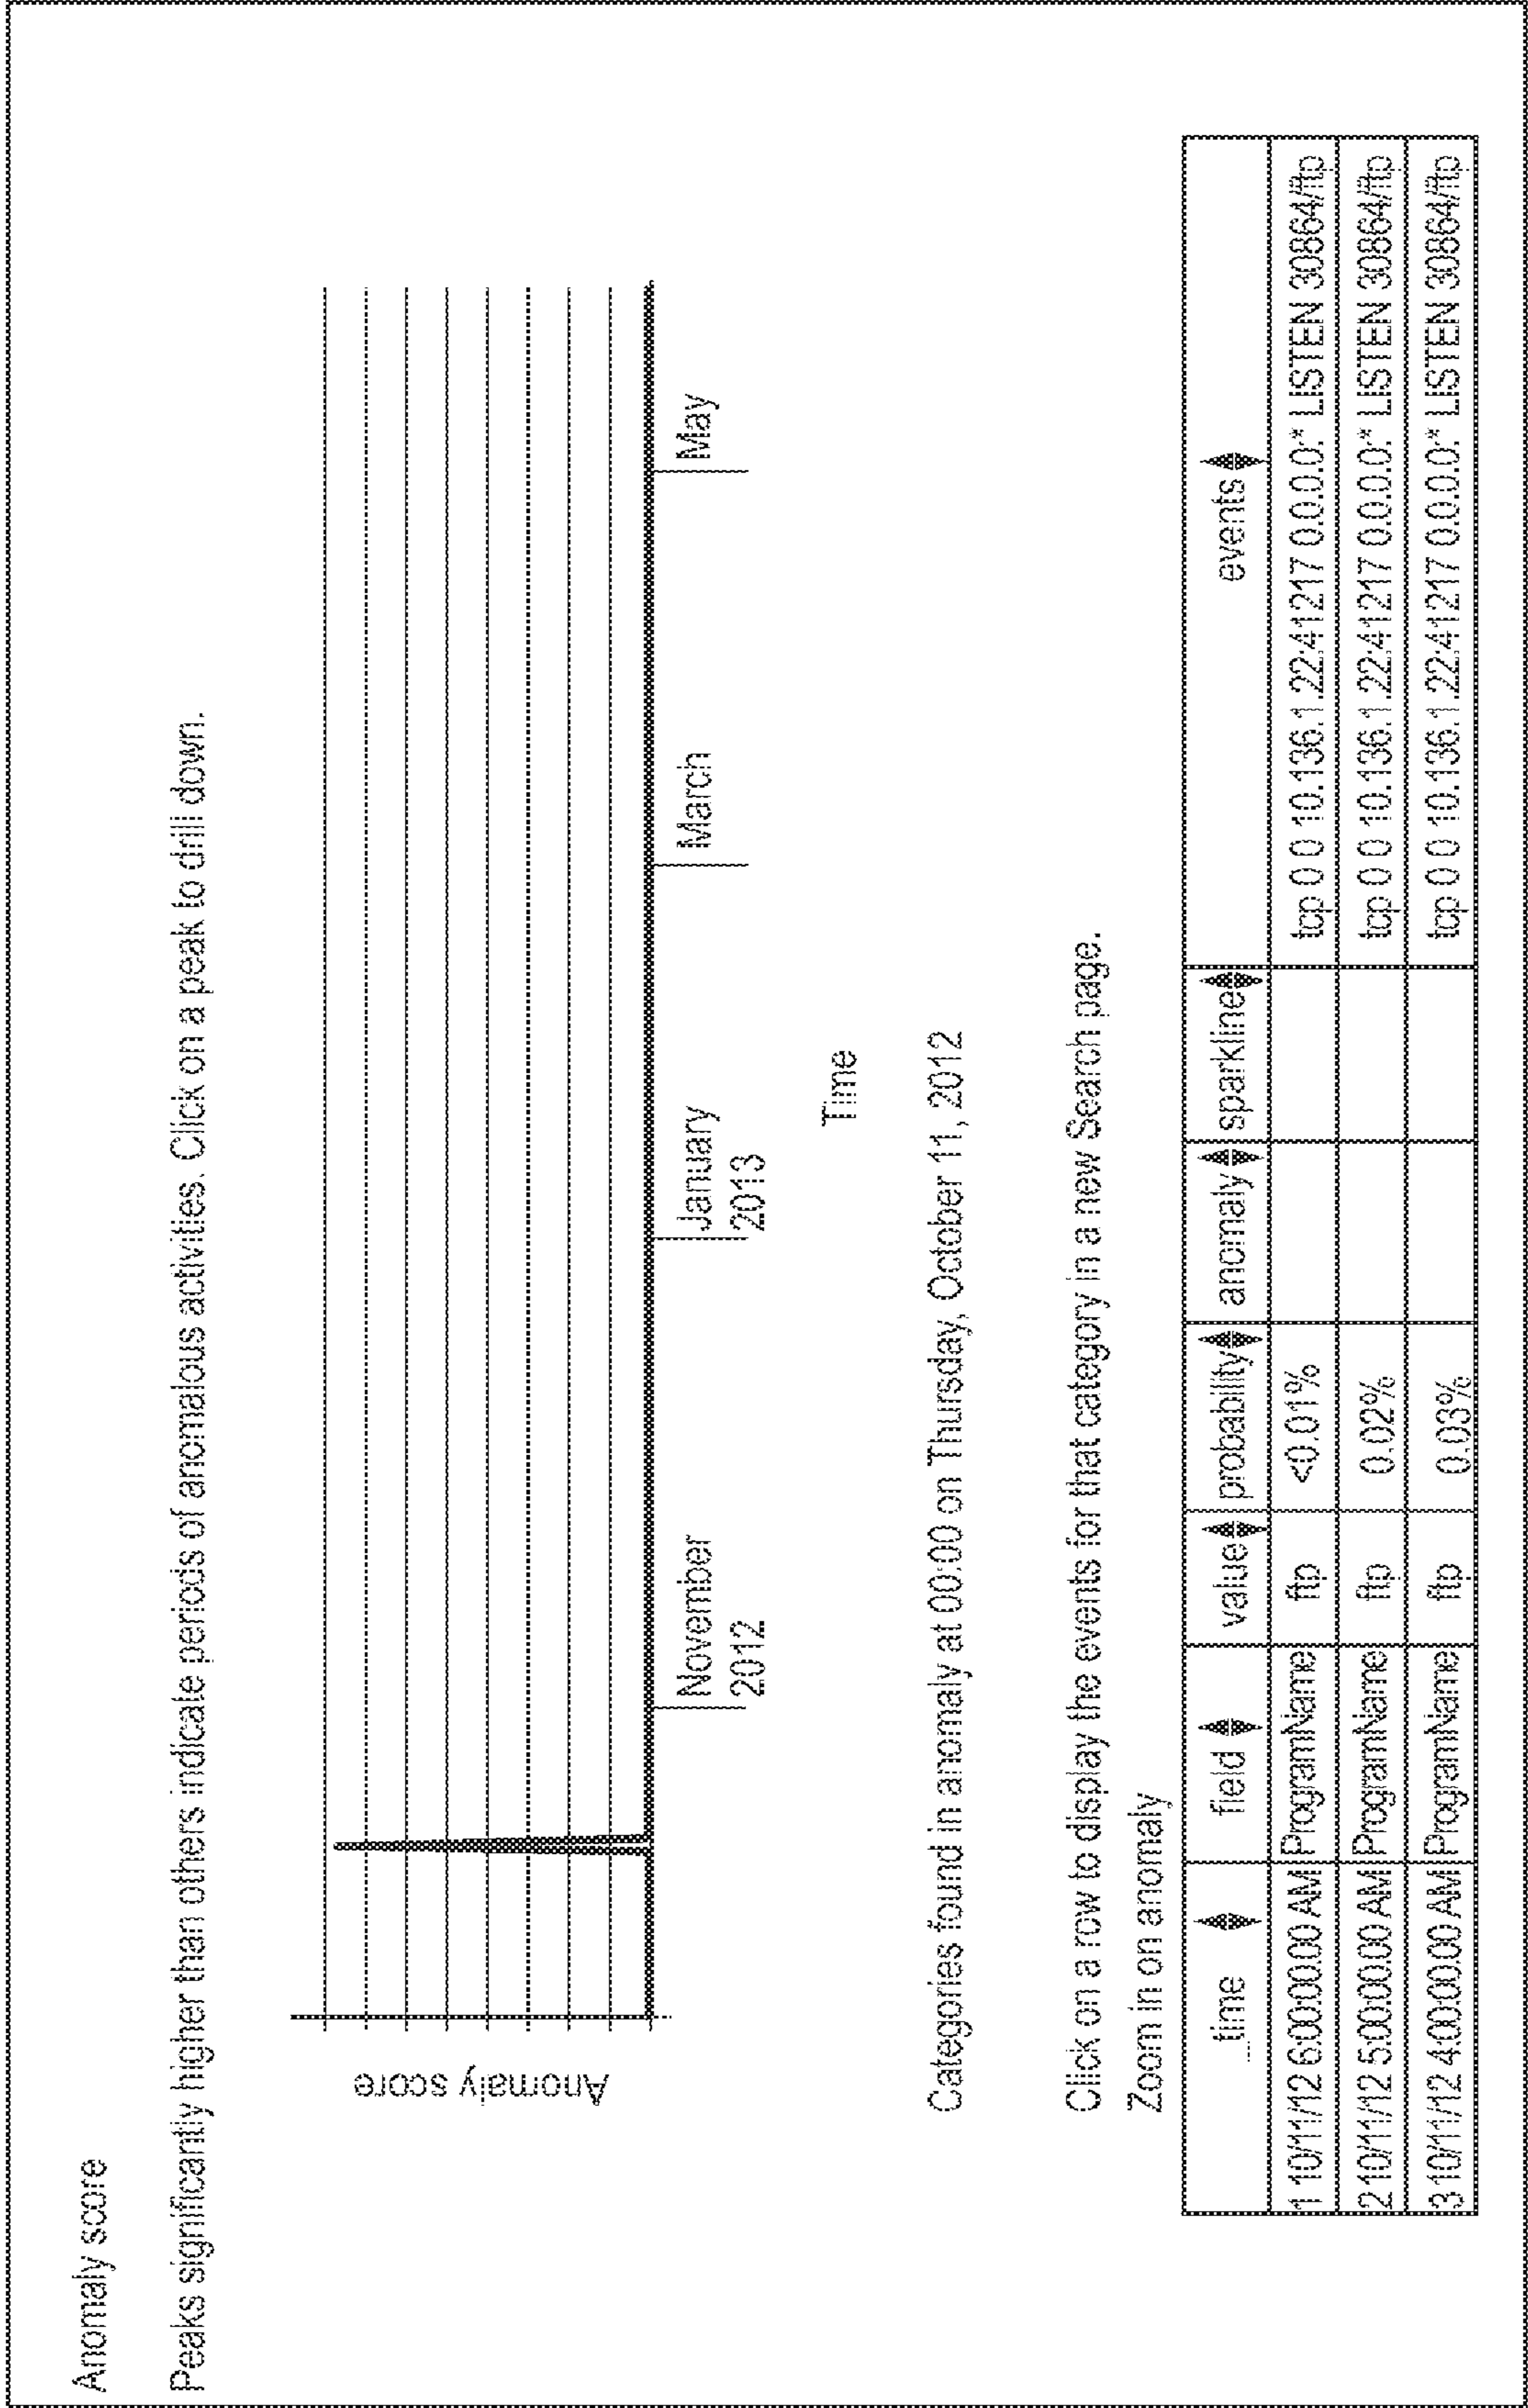 Anomaly score
Peaks significantly higher than others indicate periods of anomalous activities. Click on a peak to drill down.
Anomaly score
November 2012
January 2013
March
May
Time
Categories found in anomaly at 00:00 on Thursday, October 11, 2012
Click on a row to display the events for that category in a new Search page.
Zoom in on anomaly
_time field value probability anomaly sparkline events
1 10/11/12 6:00:00.00 AM ProgramName ftp <0.01% tcp 0 0 10.136.1.22:41217 0.0.0.0:* LISTEN 30864/ftp
2 10/11/12 5:00:00.00 AM ProgramName ftp 0.02% tcp 0 0 10.136.1.22:41217 0.0.0.0:* LISTEN 30864/ftp
3 10/11/12 4:00:00.00 AM ProgramName ftp 0.03% tcp 0 0 10.136.1.22:41217 0.0.0.0:* LISTEN 30864/ftp